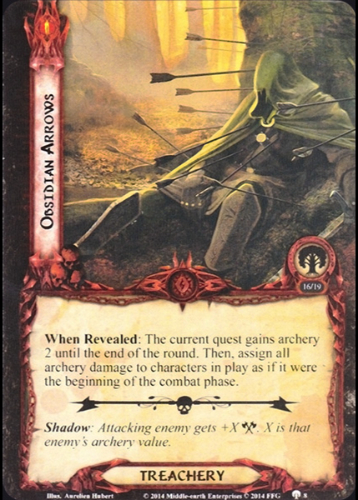 OBSIDIAN ARROWS
16/19
When Revealed: The current quest gains archery
2 until the end of the round. Then, assign all
archery damage to characters in play as if it were
the beginning of the combat phase.
Shadow: Attacking enemy gets +X. X is that
enemy's archery value.
TREACHERY
Illus. Aurelien Hubert © 2014 Middle-earth Enterprises © 2014 FFG 8